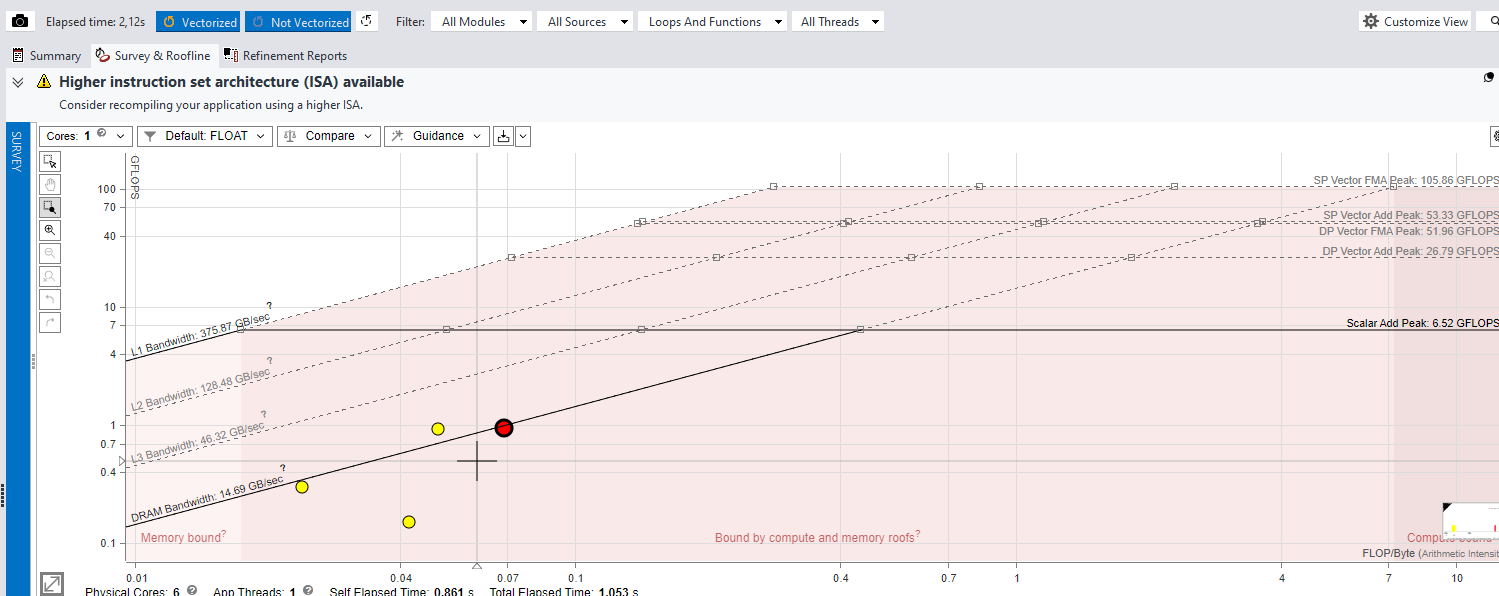 Elapsed time: 2,12s Vectorized Not Vectorized Filter: All Modules All Sources Loops And Functions All Threads Customize View
Summary Survey & Roofline Refinement Reports
Higher instruction set architecture (ISA) available
Consider recompiling your application using a higher ISA.
SURVEY
Cores: 1 Default: FLOAT Compare Guidance
GFLOPS
100
70
40
10
7
4
1
0.7
0.4
0.1
SP Vector FMA Peak: 105.86 GFLOPS
SP Vector Add Peak: 53.33 GFLOPS
DP Vector FMA Peak: 51.96 GFLOPS
DP Vector Add Peak: 26.79 GFLOPS
Scalar Add Peak: 6.52 GFLOPS
L1 Bandwidth: 375.87 GB/sec ?
L2 Bandwidth: 128.48 GB/sec ?
L3 Bandwidth: 46.32 GB/sec ?
DRAM Bandwidth: 14.69 GB/sec ?
Memory bound? Bound by compute and memory roofs?
FLOP/Byte (Arithmetic Intensit
0.01 0.04 0.07 0.1 0.4 0.7 1 4 7 10
Physical Cores: 6 App Threads: 1 Self Elapsed Time: 0.861 s Total Elapsed Time: 1.053 s